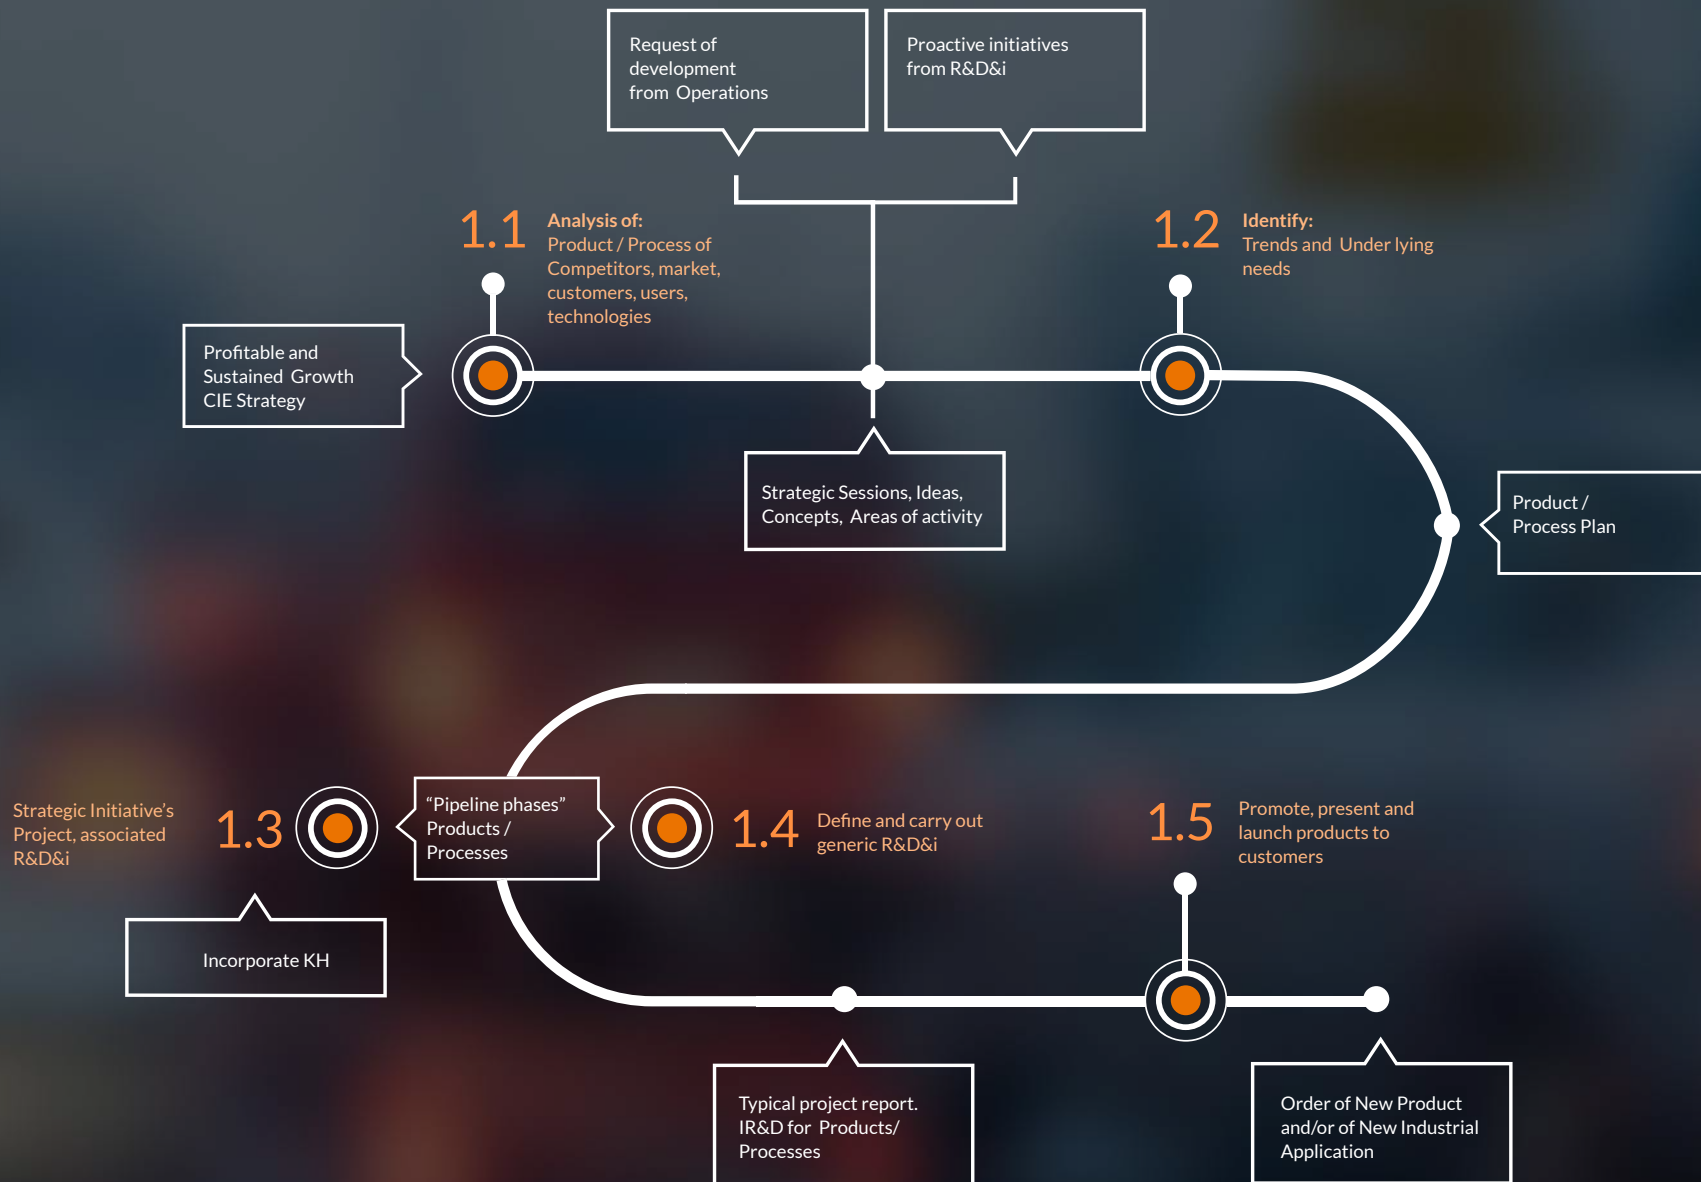 Request of
development
from Operations
Proactive initiatives
from R&D&i
1.1
Analysis of:
Product / Process of
Competitors, market,
customers, users,
technologies
1.2
Identify:
Trends and Under lying
needs
Profitable and
Sustained Growth
CIE Strategy
Strategic Sessions, Ideas,
Concepts, Areas of activity
Product /
Process Plan
Strategic Initiative’s
Project, associated
R&D&i
1.3
“Pipeline phases”
Products /
Processes
1.4
Define and carry out
generic R&D&i
1.5
Promote, present and
launch products to
customers
Incorporate KH
Typical project report.
IR&D for Products/
Processes
Order of New Product
and/or of New Industrial
Application